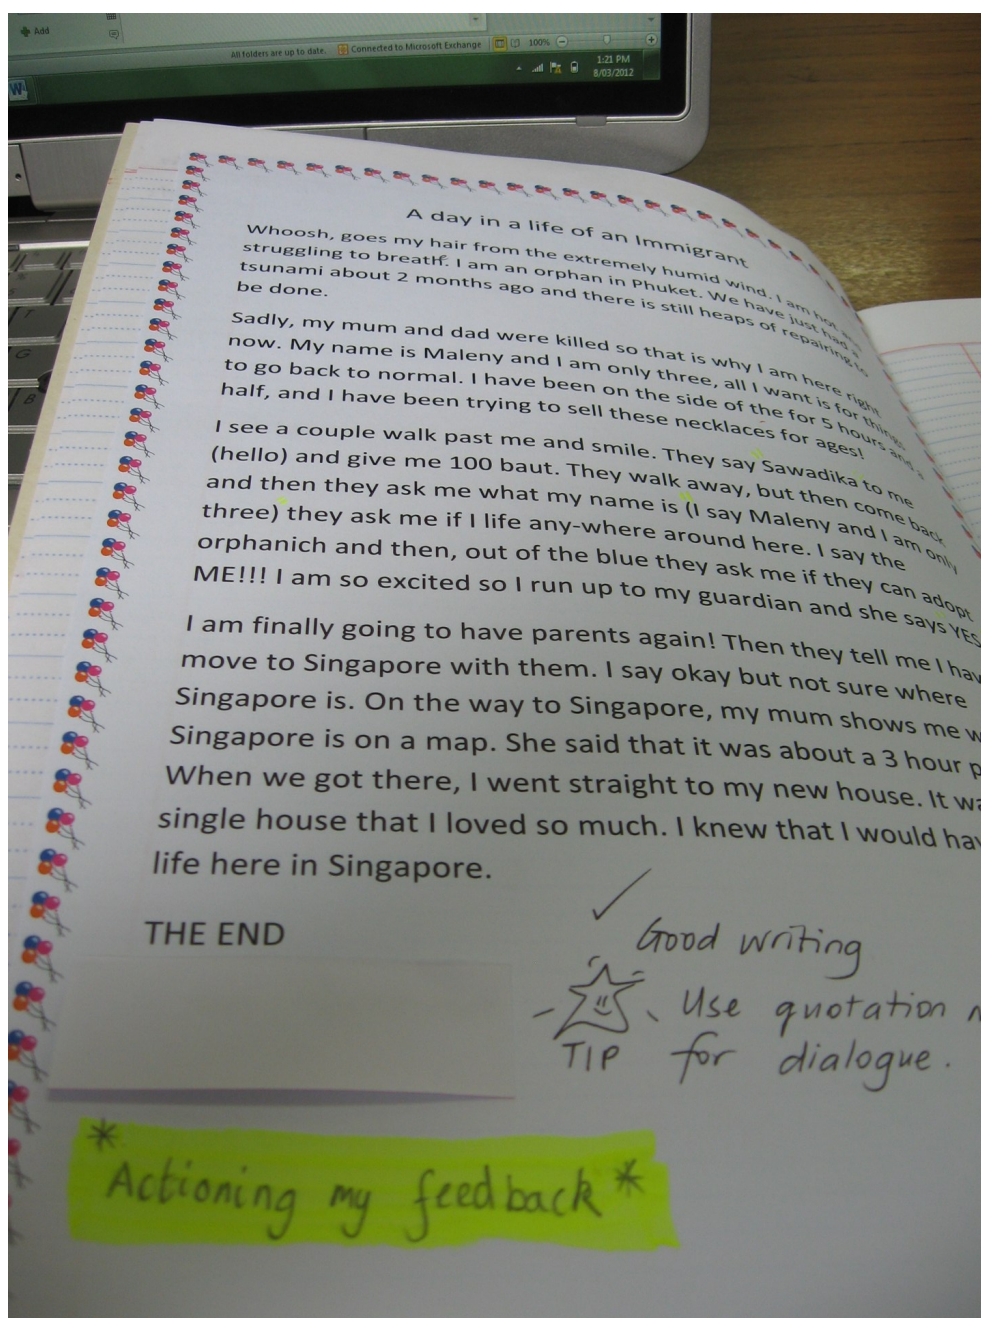 Add
All folders are up to date. Connected to Microsoft Exchange 100%
1:21 PM
8/03/2012
W
A day in a life of an Immigrant
Whoosh, goes my hair from the extremely humid wind. I am hot
struggling to breath. I am an orphan in Phuket. We have just had a
tsunami about 2 months ago and there is still heaps of repairing to
be done.
Sadly, my mum and dad were killed so that is why I am here right
now. My name is Maleny and I am only three, all I want is for things
to go back to normal. I have been on the side of the for 5 hours and a
half, and I have been trying to sell these necklaces for ages!
I see a couple walk past me and smile. They say Sawadika to me
(hello) and give me 100 baut. They walk away, but then come back
and then they ask me what my name is (I say Maleny and I am only
three) they ask me if I life any-where around here. I say the
orphanich and then, out of the blue they ask me if they can adopt
ME!!! I am so excited so I run up to my guardian and she says YES
I am finally going to have parents again! Then they tell me I hav
move to Singapore with them. I say okay but not sure where
Singapore is. On the way to Singapore, my mum shows me w
Singapore is on a map. She said that it was about a 3 hour p
When we got there, I went straight to my new house. It wa
single house that I loved so much. I knew that I would hav
life here in Singapore.
THE END
Good writing
Use quotation
TIP for dialogue.
*Actioning my feedback*